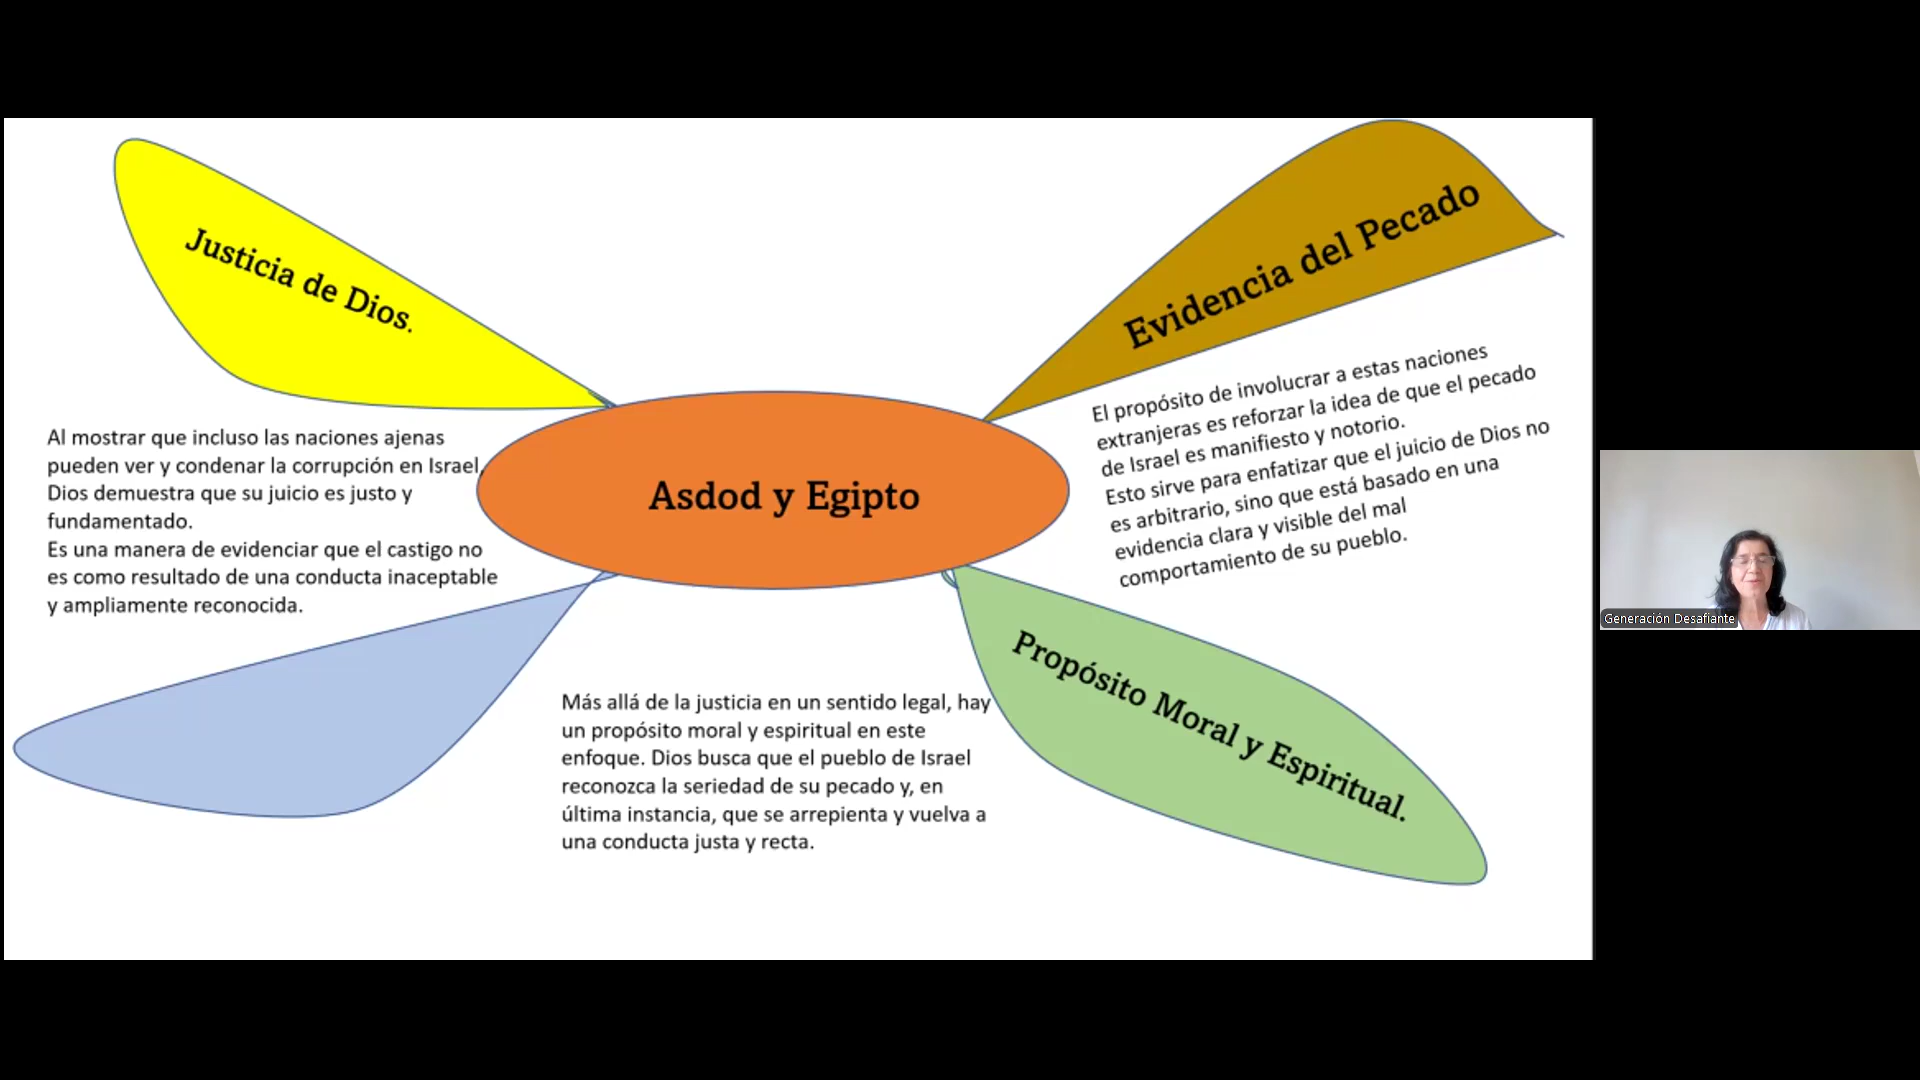 Justicia de Dios.
Evidencia del Pecado
Al mostrar que incluso las naciones ajenas
pueden ver y condenar la corrupción en Israel,
Dios demuestra que su juicio es justo y
fundamentado.
Es una manera de evidenciar que el castigo no
es como resultado de una conducta inaceptable
y ampliamente reconocida.
Asdod y Egipto
El propósito de involucrar a estas naciones
extranjeras es reforzar la idea de que el pecado
de Israel es manifiesto y notorio.
Esto sirve para enfatizar que el juicio de Dios no
es arbitrario, sino que está basado en una
evidencia clara y visible del mal
comportamiento de su pueblo.
Más allá de la justicia en un sentido legal, hay
un propósito moral y espiritual en este
enfoque. Dios busca que el pueblo de Israel
reconozca la seriedad de su pecado y, en
última instancia, que se arrepienta y vuelva a
una conducta justa y recta.
Propósito Moral y Espiritual.
Generación Desafiante